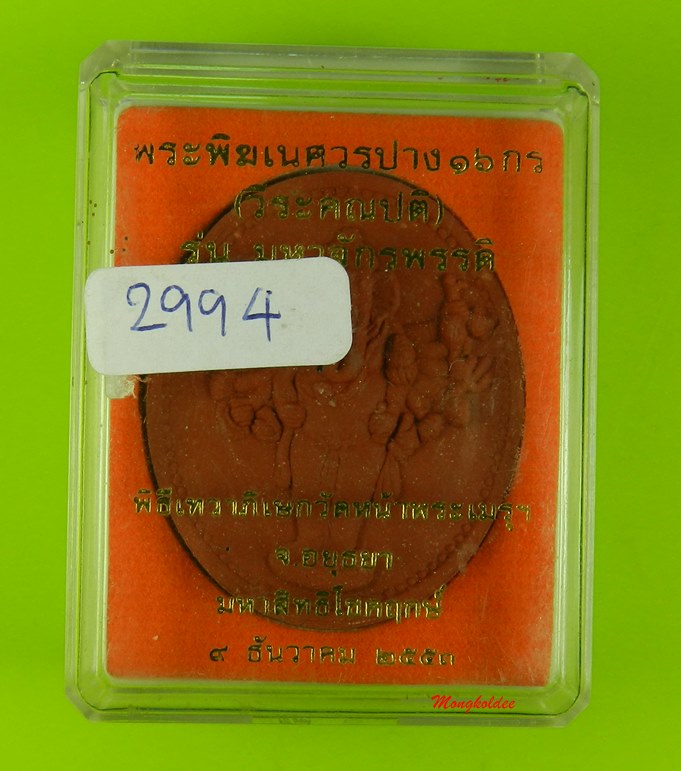 พระพิฆเนศวรปาง ๑๖ กร
(วีระคณปติ)
รุ่น มหาจักรพรรดิ
2994
พิธีเทวาภิเษกวัดหน้าพระเมรุฯ
จ.อยุธยา
มหาสิทธิโชคฤกษ์
๙ ธันวาคม ๒๕๕๓
Mongkoldee